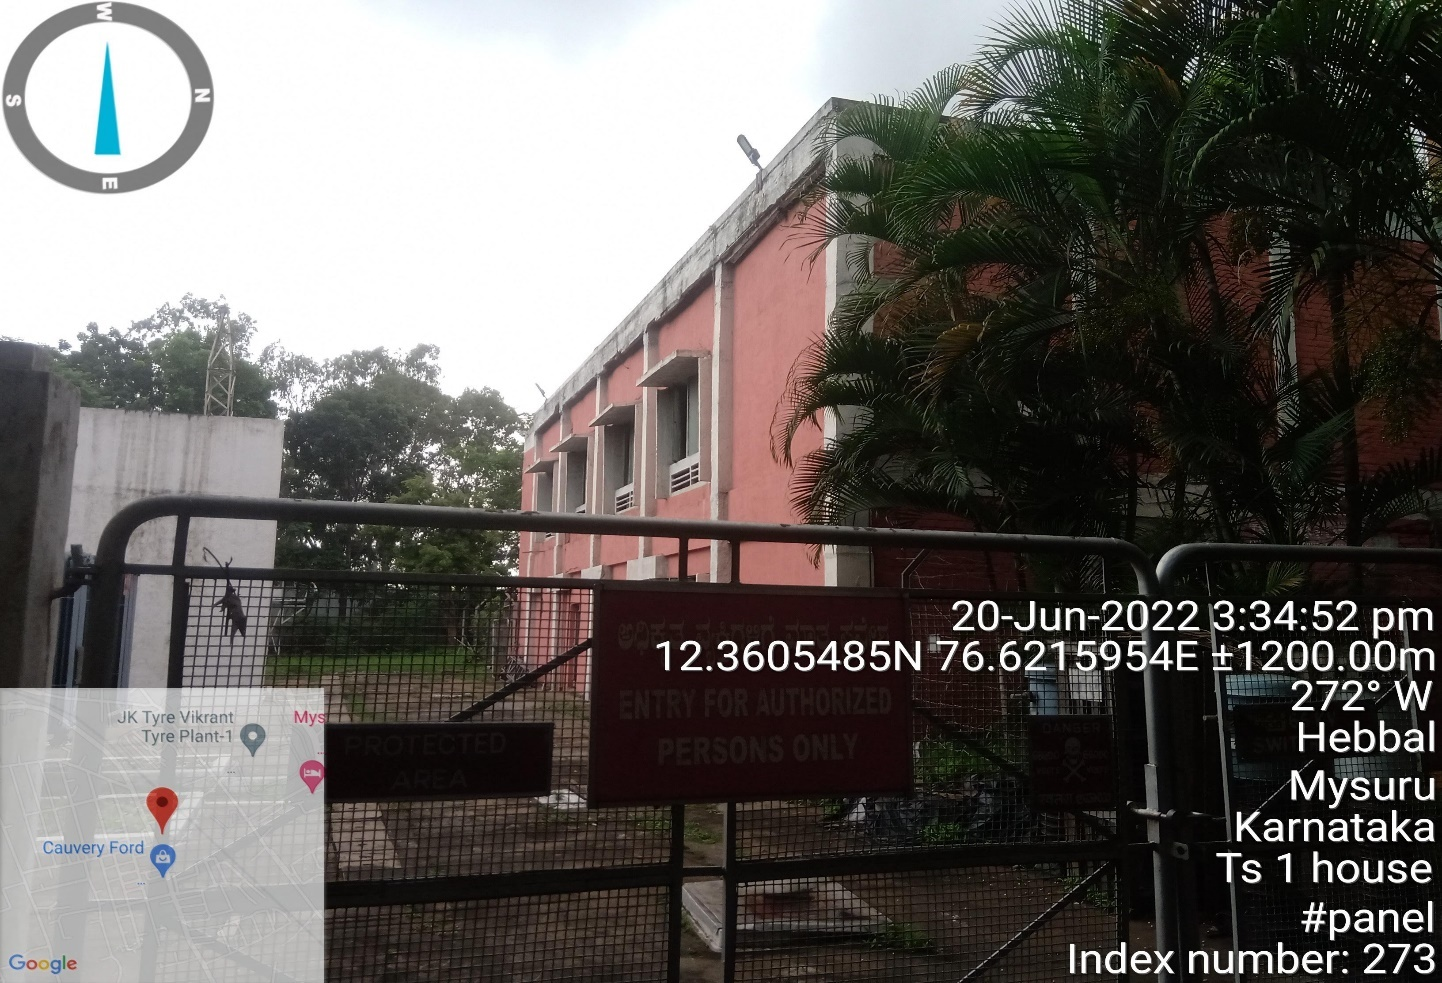 W
N
S
E
ENTRY FOR AUTHORIZED
PERSONS ONLY
PROTECTED
AREA
DANGER
20-Jun-2022 3:34:52 pm
12.3605485N 76.6215954E ±1200.00m
272° W
Hebbal
Mysuru
Karnataka
Ts 1 house
#panel
Index number: 273
JK Tyre Vikrant
Tyre Plant-1
Mys
...
...
Cauvery Ford
...
Google